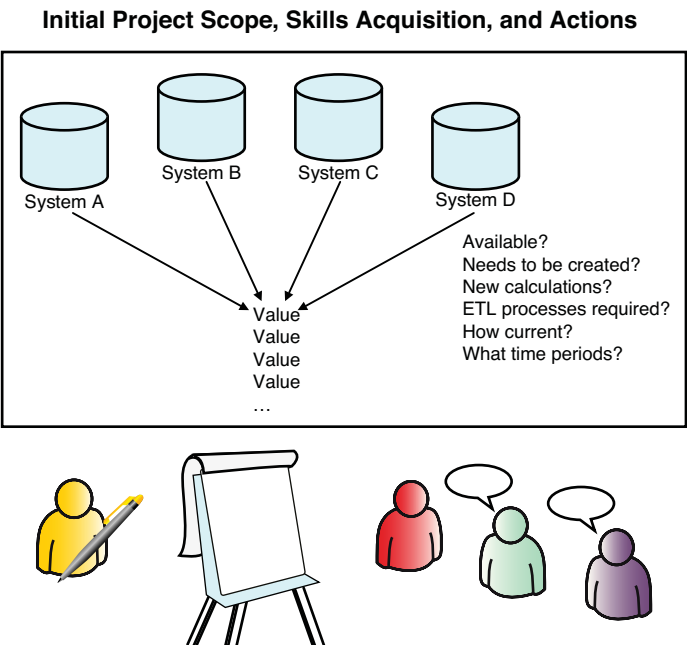 Initial Project Scope, Skills Acquisition, and Actions
System A
System B
System C
System D
Available?
Needs to be created?
New calculations?
ETL processes required?
How current?
What time periods?
Value
Value
Value
Value
…